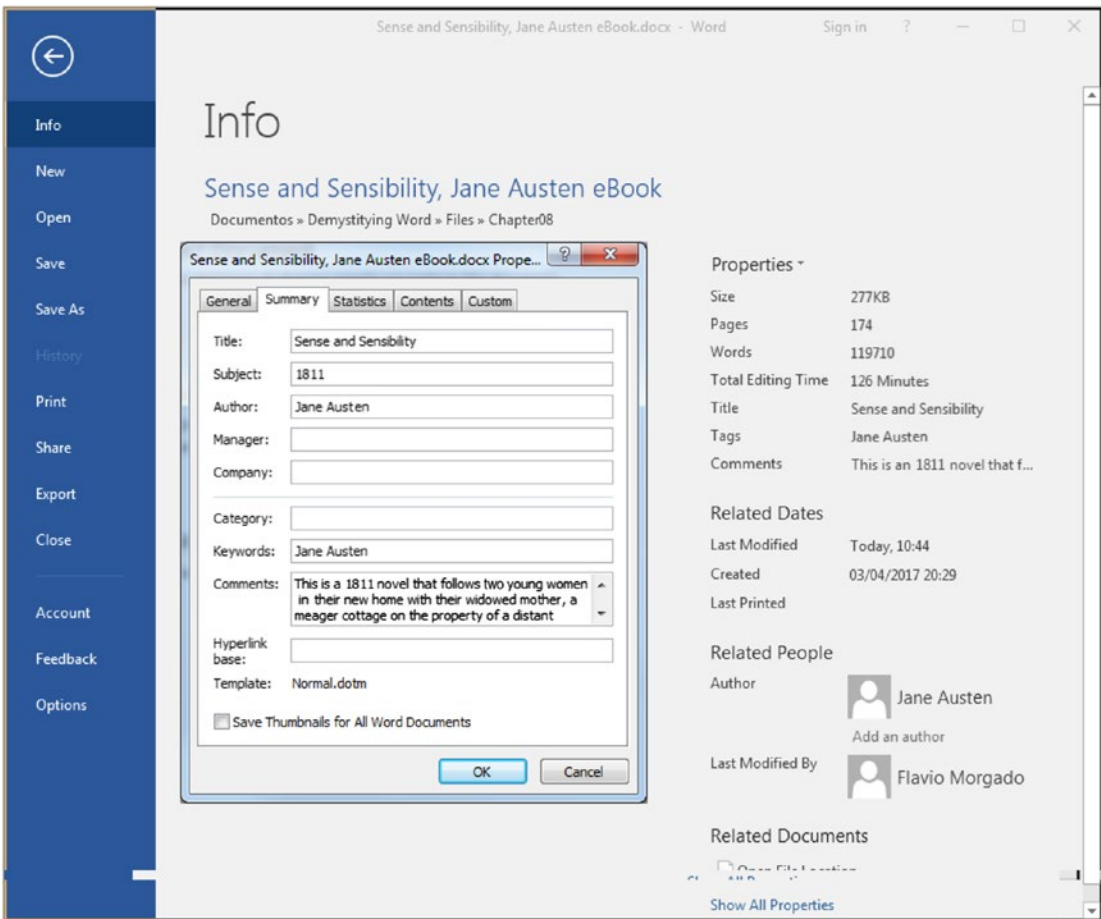 Sense and Sensibility, Jane Austen eBook.docx - Word
Sign in ?
Info
New
Open
Save
Save As
History
Print
Share
Export
Close
Account
Feedback
Options
Info
Sense and Sensibility, Jane Austen eBook
Documentos » Demystitying Word » Files » Chapter08
Sense and Sensibility, Jane Austen eBook.docx Prope... ?
General Summary Statistics Contents Custom
Title: Sense and Sensibility
Subject: 1811
Author: Jane Austen
Manager:
Company:
Category:
Keywords: Jane Austen
Comments: This is a 1811 novel that follows two young women
in their new home with their widowed mother, a
meager cottage on the property of a distant
Hyperlink
base:
Template: Normal.dotm
Save Thumbnails for All Word Documents
OK Cancel
Properties
Size 277KB
Pages 174
Words 119710
Total Editing Time 126 Minutes
Title Sense and Sensibility
Tags Jane Austen
Comments This is an 1811 novel that f...
Related Dates
Last Modified Today, 10:44
Created 03/04/2017 20:29
Last Printed
Related People
Author Jane Austen
Add an author
Last Modified By Flavio Morgado
Related Documents
Open File Location
Show All Properties